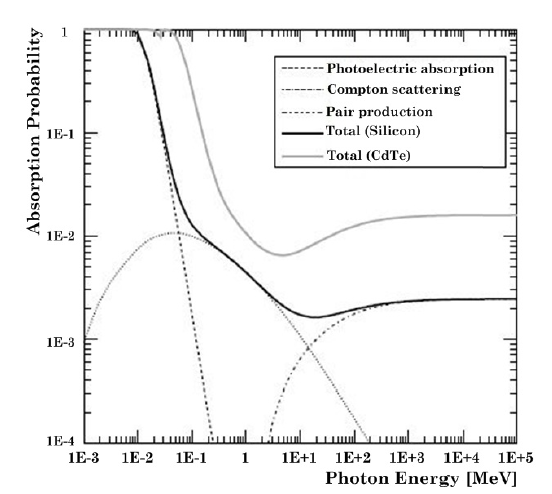 Absorption Probability
1
1E-1
1E-2
1E-3
1E-4
Photoelectric absorption
Compton scattering
Pair production
Total (Silicon)
Total (CdTe)
1E-3 1E-2 1E-1 1 1E+1 1E+2 1E+3 1E+4 1E+5
Photon Energy [MeV]